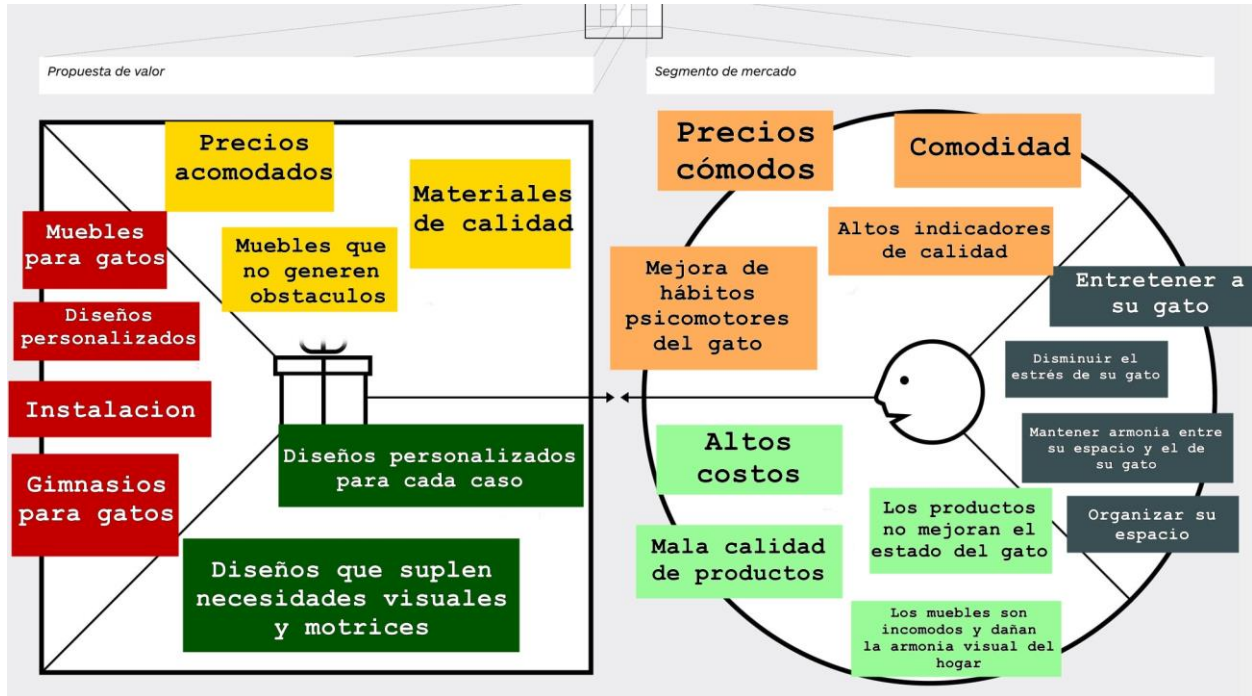 Propuesta de valor
Segmento de mercado
Precios
acomodados
Materiales
de calidad
Muebles
para gatos
Muebles que
no generen
obstaculos
Diseños
personalizados
Instalacion
Gimnasios
para gatos
Diseños personalizados
para cada caso
Diseños que suplen
necesidades visuales
y motrices
Precios
cómodos
Comodidad
Altos indicadores
de calidad
Mejora de
hábitos
psicomotores
del gato
Entretener a
su gato
Disminuir el
estrés de su gato
Mantener armonia entre
su espacio y el de
su gato
Organizar su
espacio
Altos
costos
Los productos
no mejoran el
estado del gato
Mala calidad
de productos
Los muebles son
incomodos y dañan
la armonia visual del
hogar